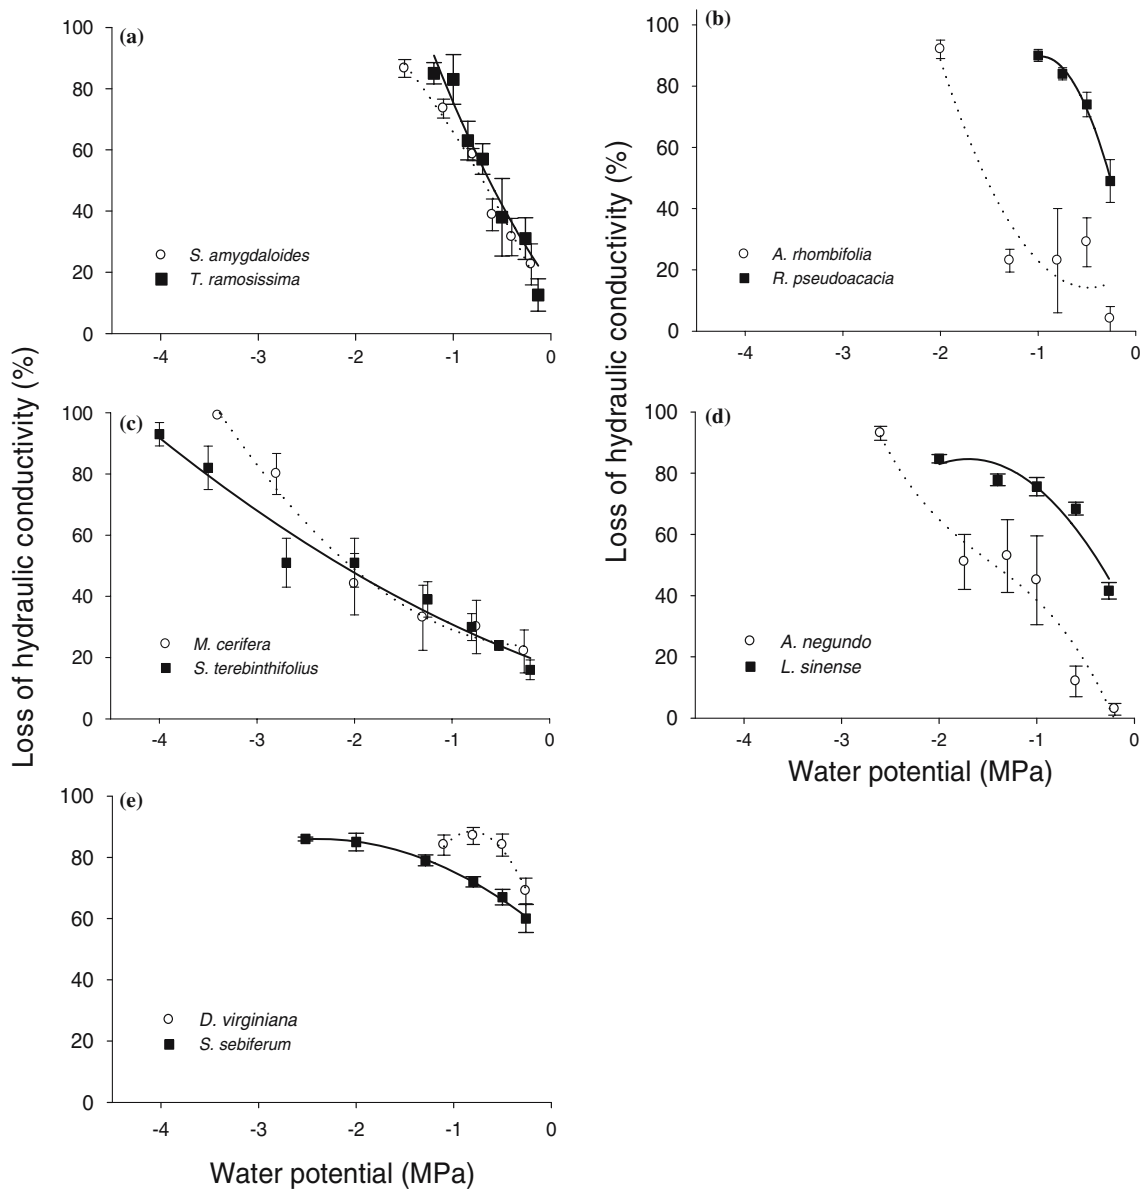 (a)
100
80
60
40
20
0
S. amygdaloides
T. ramosissima
-4
-3
-2
-1
0
(b)
100
80
60
40
20
0
A. rhombifolia
R. pseudoacacia
-4
-3
-2
-1
0
Loss of hydraulic conductivity (%)
Loss of hydraulic conductivity (%)
(c)
100
80
60
40
20
0
M. cerifera
S. terebinthifolius
-4
-3
-2
-1
0
(d)
100
80
60
40
20
0
A. negundo
L. sinense
-4
-3
-2
-1
0
Water potential (MPa)
(e)
100
80
60
40
20
0
D. virginiana
S. sebiferum
-4
-3
-2
-1
0
Water potential (MPa)